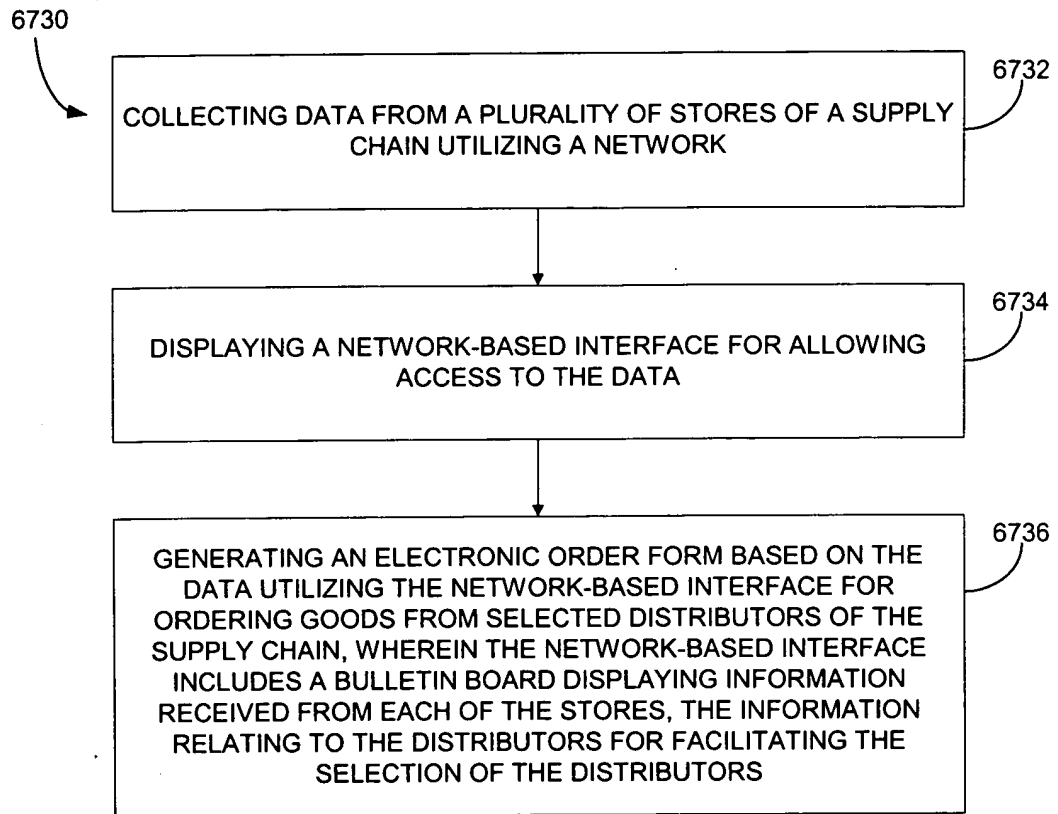 6730
6732
COLLECTING DATA FROM A PLURALITY OF STORES OF A SUPPLY
CHAIN UTILIZING A NETWORK
6734
DISPLAYING A NETWORK-BASED INTERFACE FOR ALLOWING
ACCESS TO THE DATA
6736
GENERATING AN ELECTRONIC ORDER FORM BASED ON THE
DATA UTILIZING THE NETWORK-BASED INTERFACE FOR
ORDERING GOODS FROM SELECTED DISTRIBUTORS OF THE
SUPPLY CHAIN, WHEREIN THE NETWORK-BASED INTERFACE
INCLUDES A BULLETIN BOARD DISPLAYING INFORMATION
RECEIVED FROM EACH OF THE STORES, THE INFORMATION
RELATING TO THE DISTRIBUTORS FOR FACILITATING THE
SELECTION OF THE DISTRIBUTORS